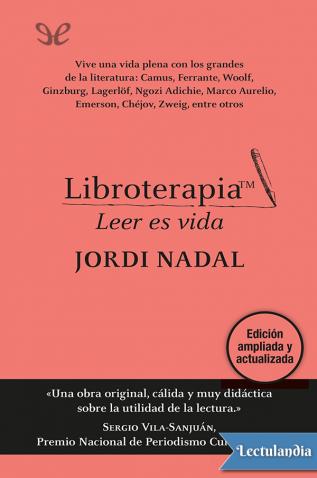 Vive una vida plena con los grandes
de la literatura: Camus, Ferrante, Woolf,
Ginzburg, Lagerlöf, Ngozi Adichie, Marco Aurelio,
Emerson, Chéjov, Zweig, entre otros
Libroterapia™
Leer es vida
JORDI NADAL
Edición
ampliada y
actualizada
«Una obra original, cálida y muy didáctica
sobre la utilidad de la lectura.»
SERGIO VILA-SANJUÁN,
Premio Nacional de Periodismo Cu
Lectulandia